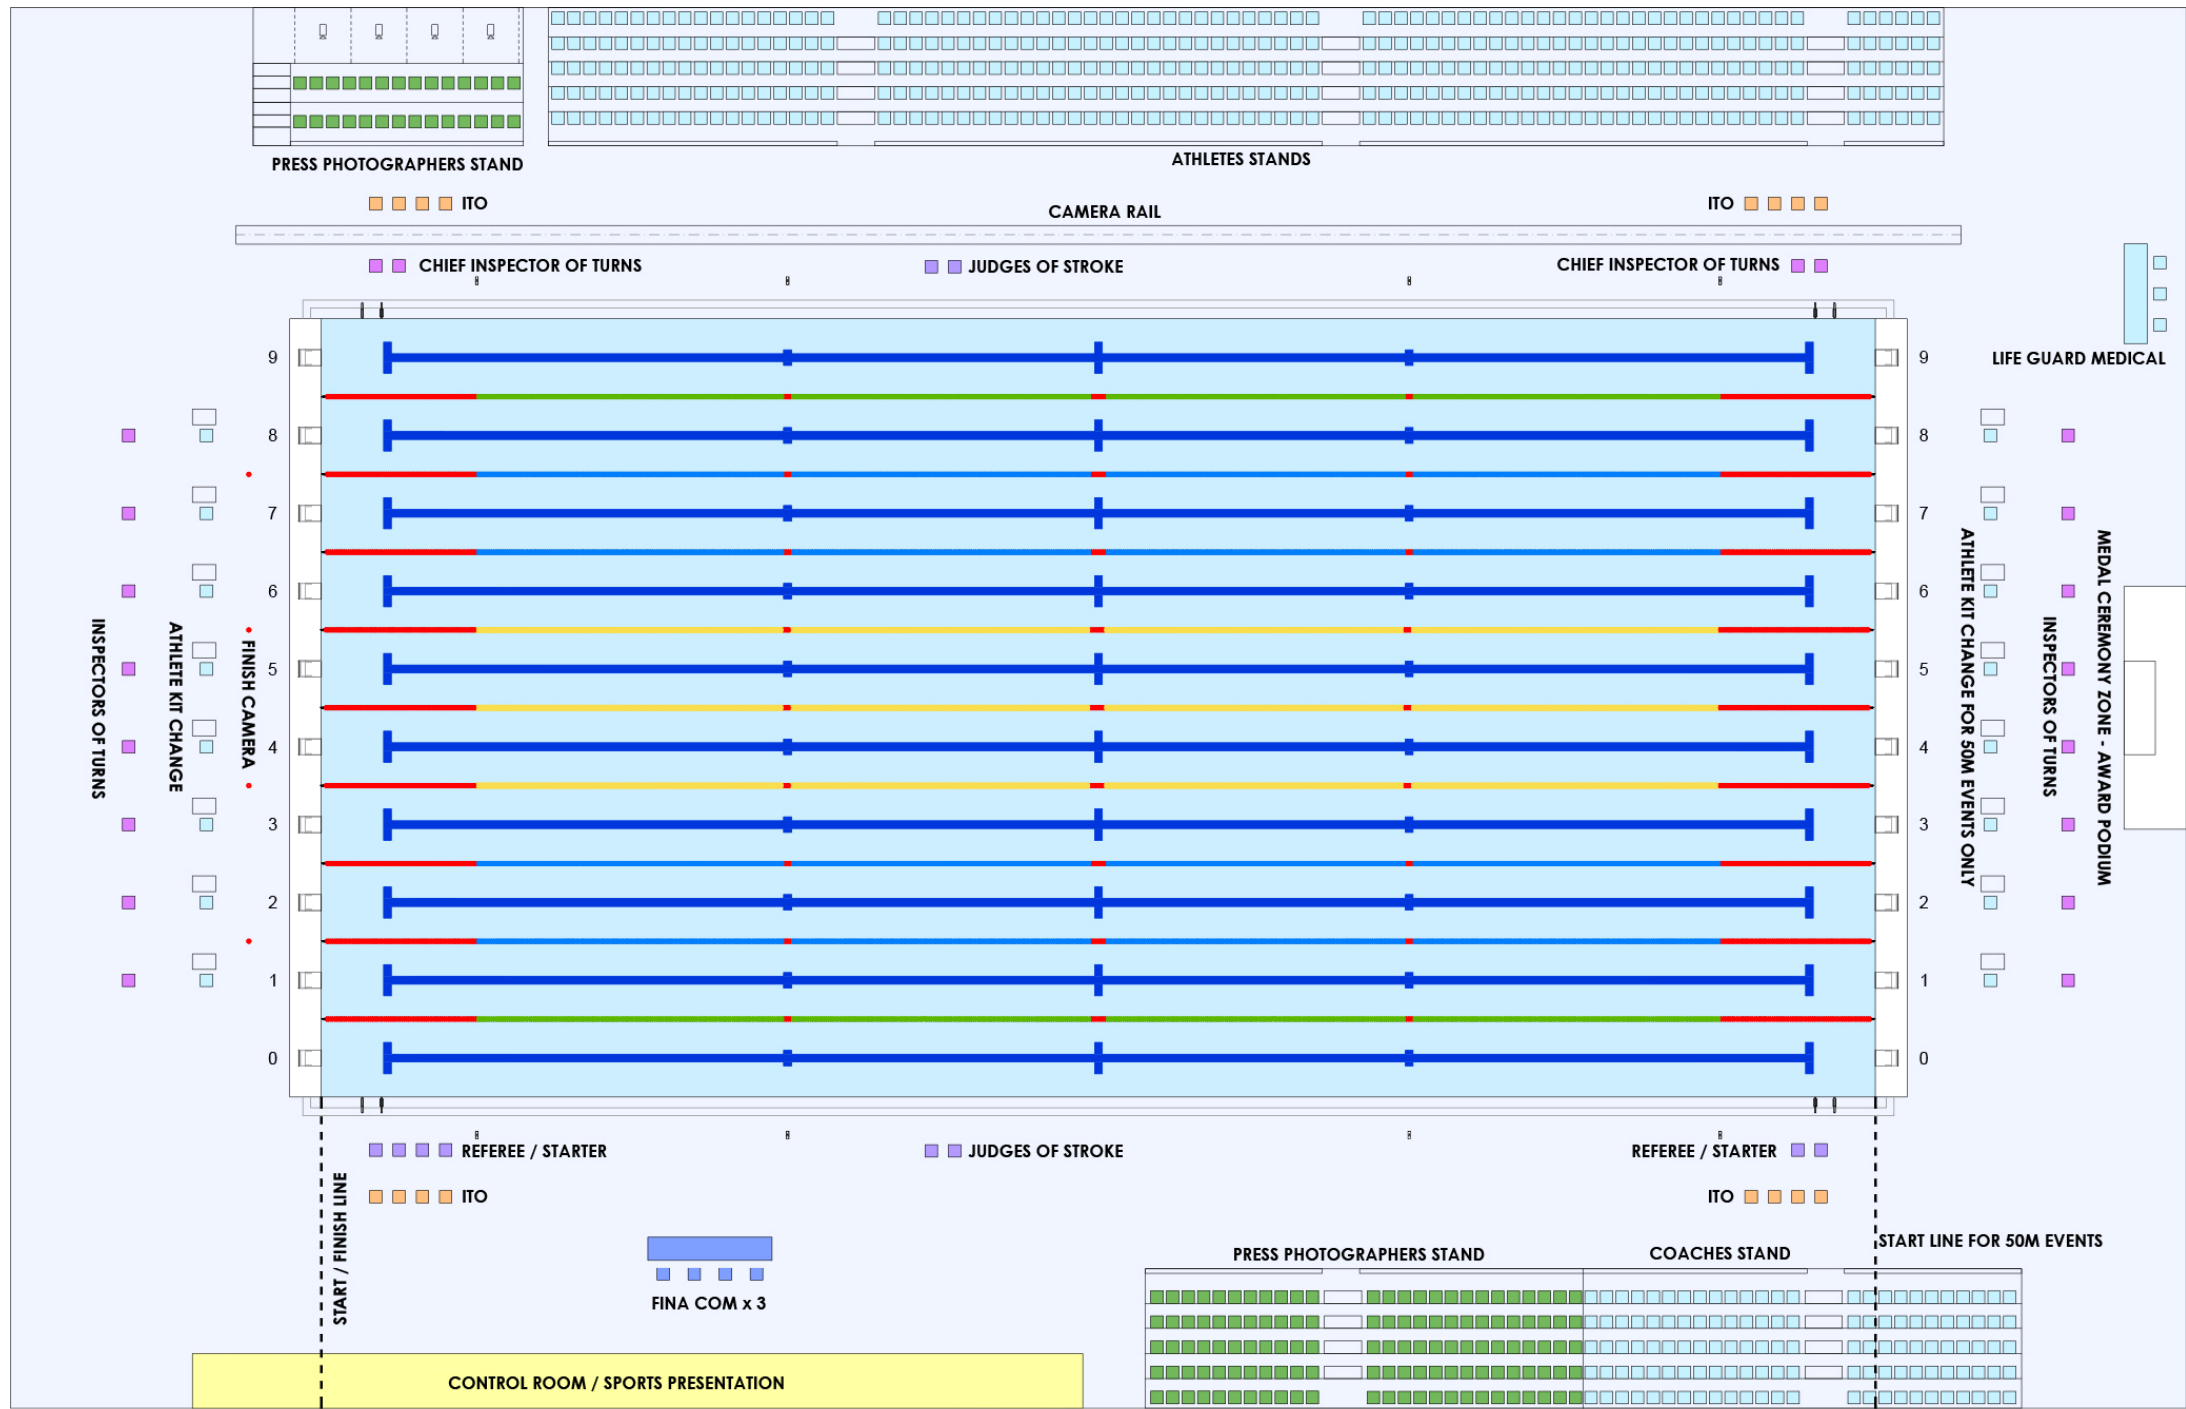 PRESS PHOTOGRAPHERS STAND
ATHLETES STANDS
ITO
ITO
CAMERA RAIL
CHIEF INSPECTOR OF TURNS
JUDGES OF STROKE
CHIEF INSPECTOR OF TURNS
LIFE GUARD MEDICAL
9
9
8
8
7
7
6
6
5
5
4
4
3
3
2
2
1
1
0
0
INSPECTORS OF TURNS
ATHLETE KIT CHANGE
FINISH CAMERA
ATHLETE KIT CHANGE FOR 50M EVENTS ONLY
INSPECTORS OF TURNS
MEDAL CEREMONY ZONE - AWARD PODIUM
REFEREE / STARTER
JUDGES OF STROKE
REFEREE / STARTER
ITO
ITO
START / FINISH LINE
START LINE FOR 50M EVENTS
PRESS PHOTOGRAPHERS STAND
COACHES STAND
FINA COM x 3
CONTROL ROOM / SPORTS PRESENTATION